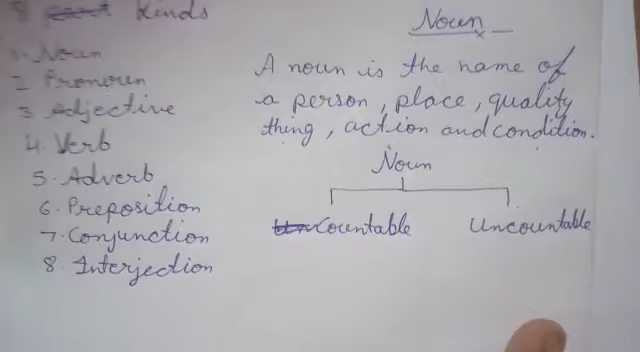 8 Kinds
1. Noun
2 Pronoun
3 Adjective
4. Verb
5. Adverb
6. Preposition
7. Conjunction
8. Interjection
Noun
A noun is the name of
a person, place, quality
thing, action and condition.
Noun
Countable Uncountable